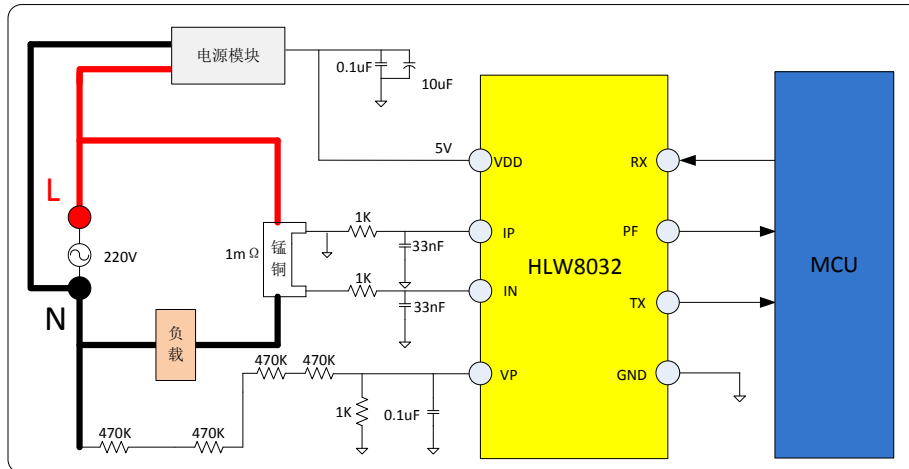 电源模块
0.1uF
10uF
5V
VDD
RX
L
1K
220V
1mΩ
锰
铜
33nF
IP
PF
HLW8032
MCU
1K
IN
33nF
TX
N
负
载
470K
470K
VP
GND
1K
0.1uF
470K
470K